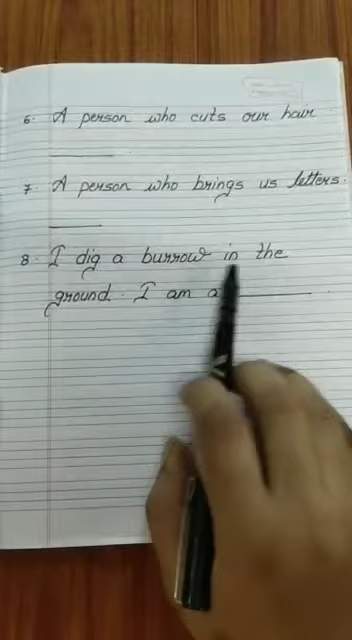 6. A person who cuts our hair
7. A person who brings us letters.
8. I dig a burrow in the
ground. I am a